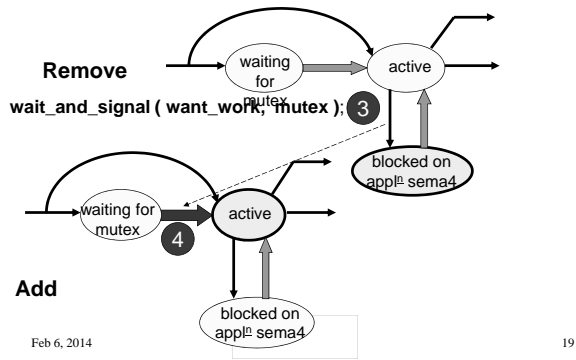 waiting
for
mutex
active
Remove
wait_and_signal ( want_work, mutex );
3
blocked on
applⁿ sema4
waiting for
mutex
active
4
Add
blocked on
applⁿ sema4
Feb 6, 2014
19